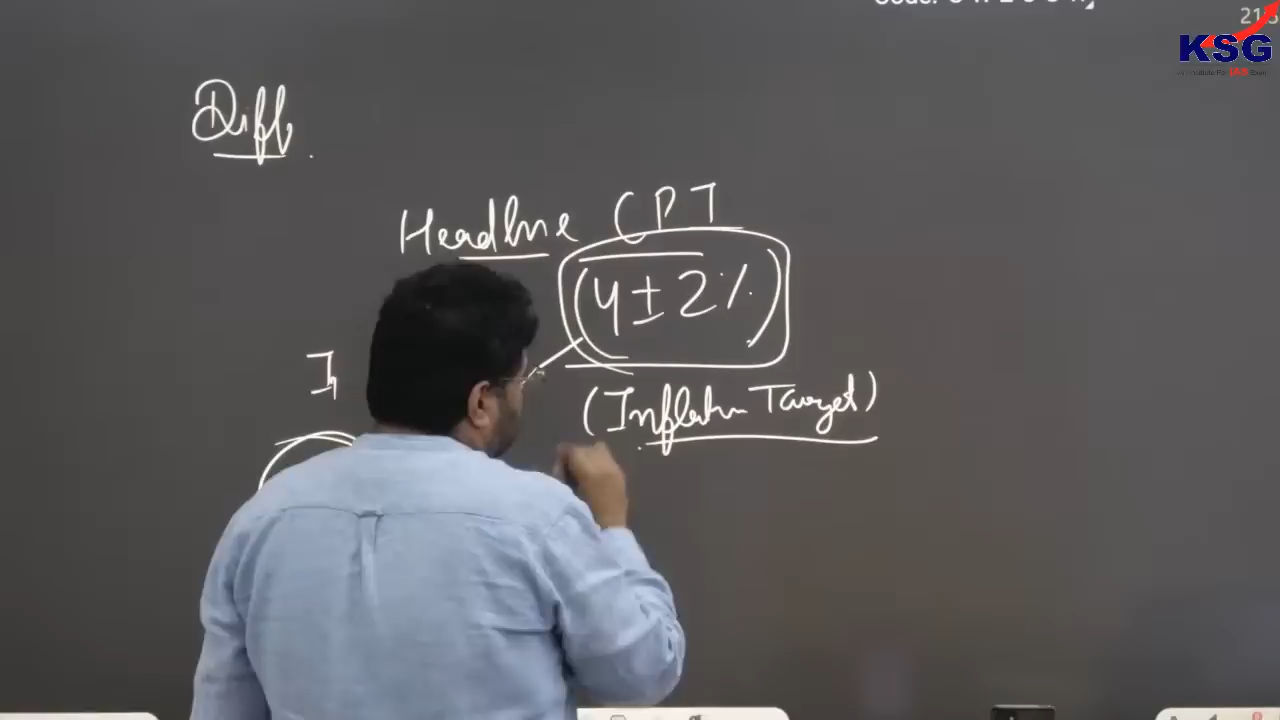 KSG
Diff.
Headline CPI
(4 ± 2%)
(Inflation Target)